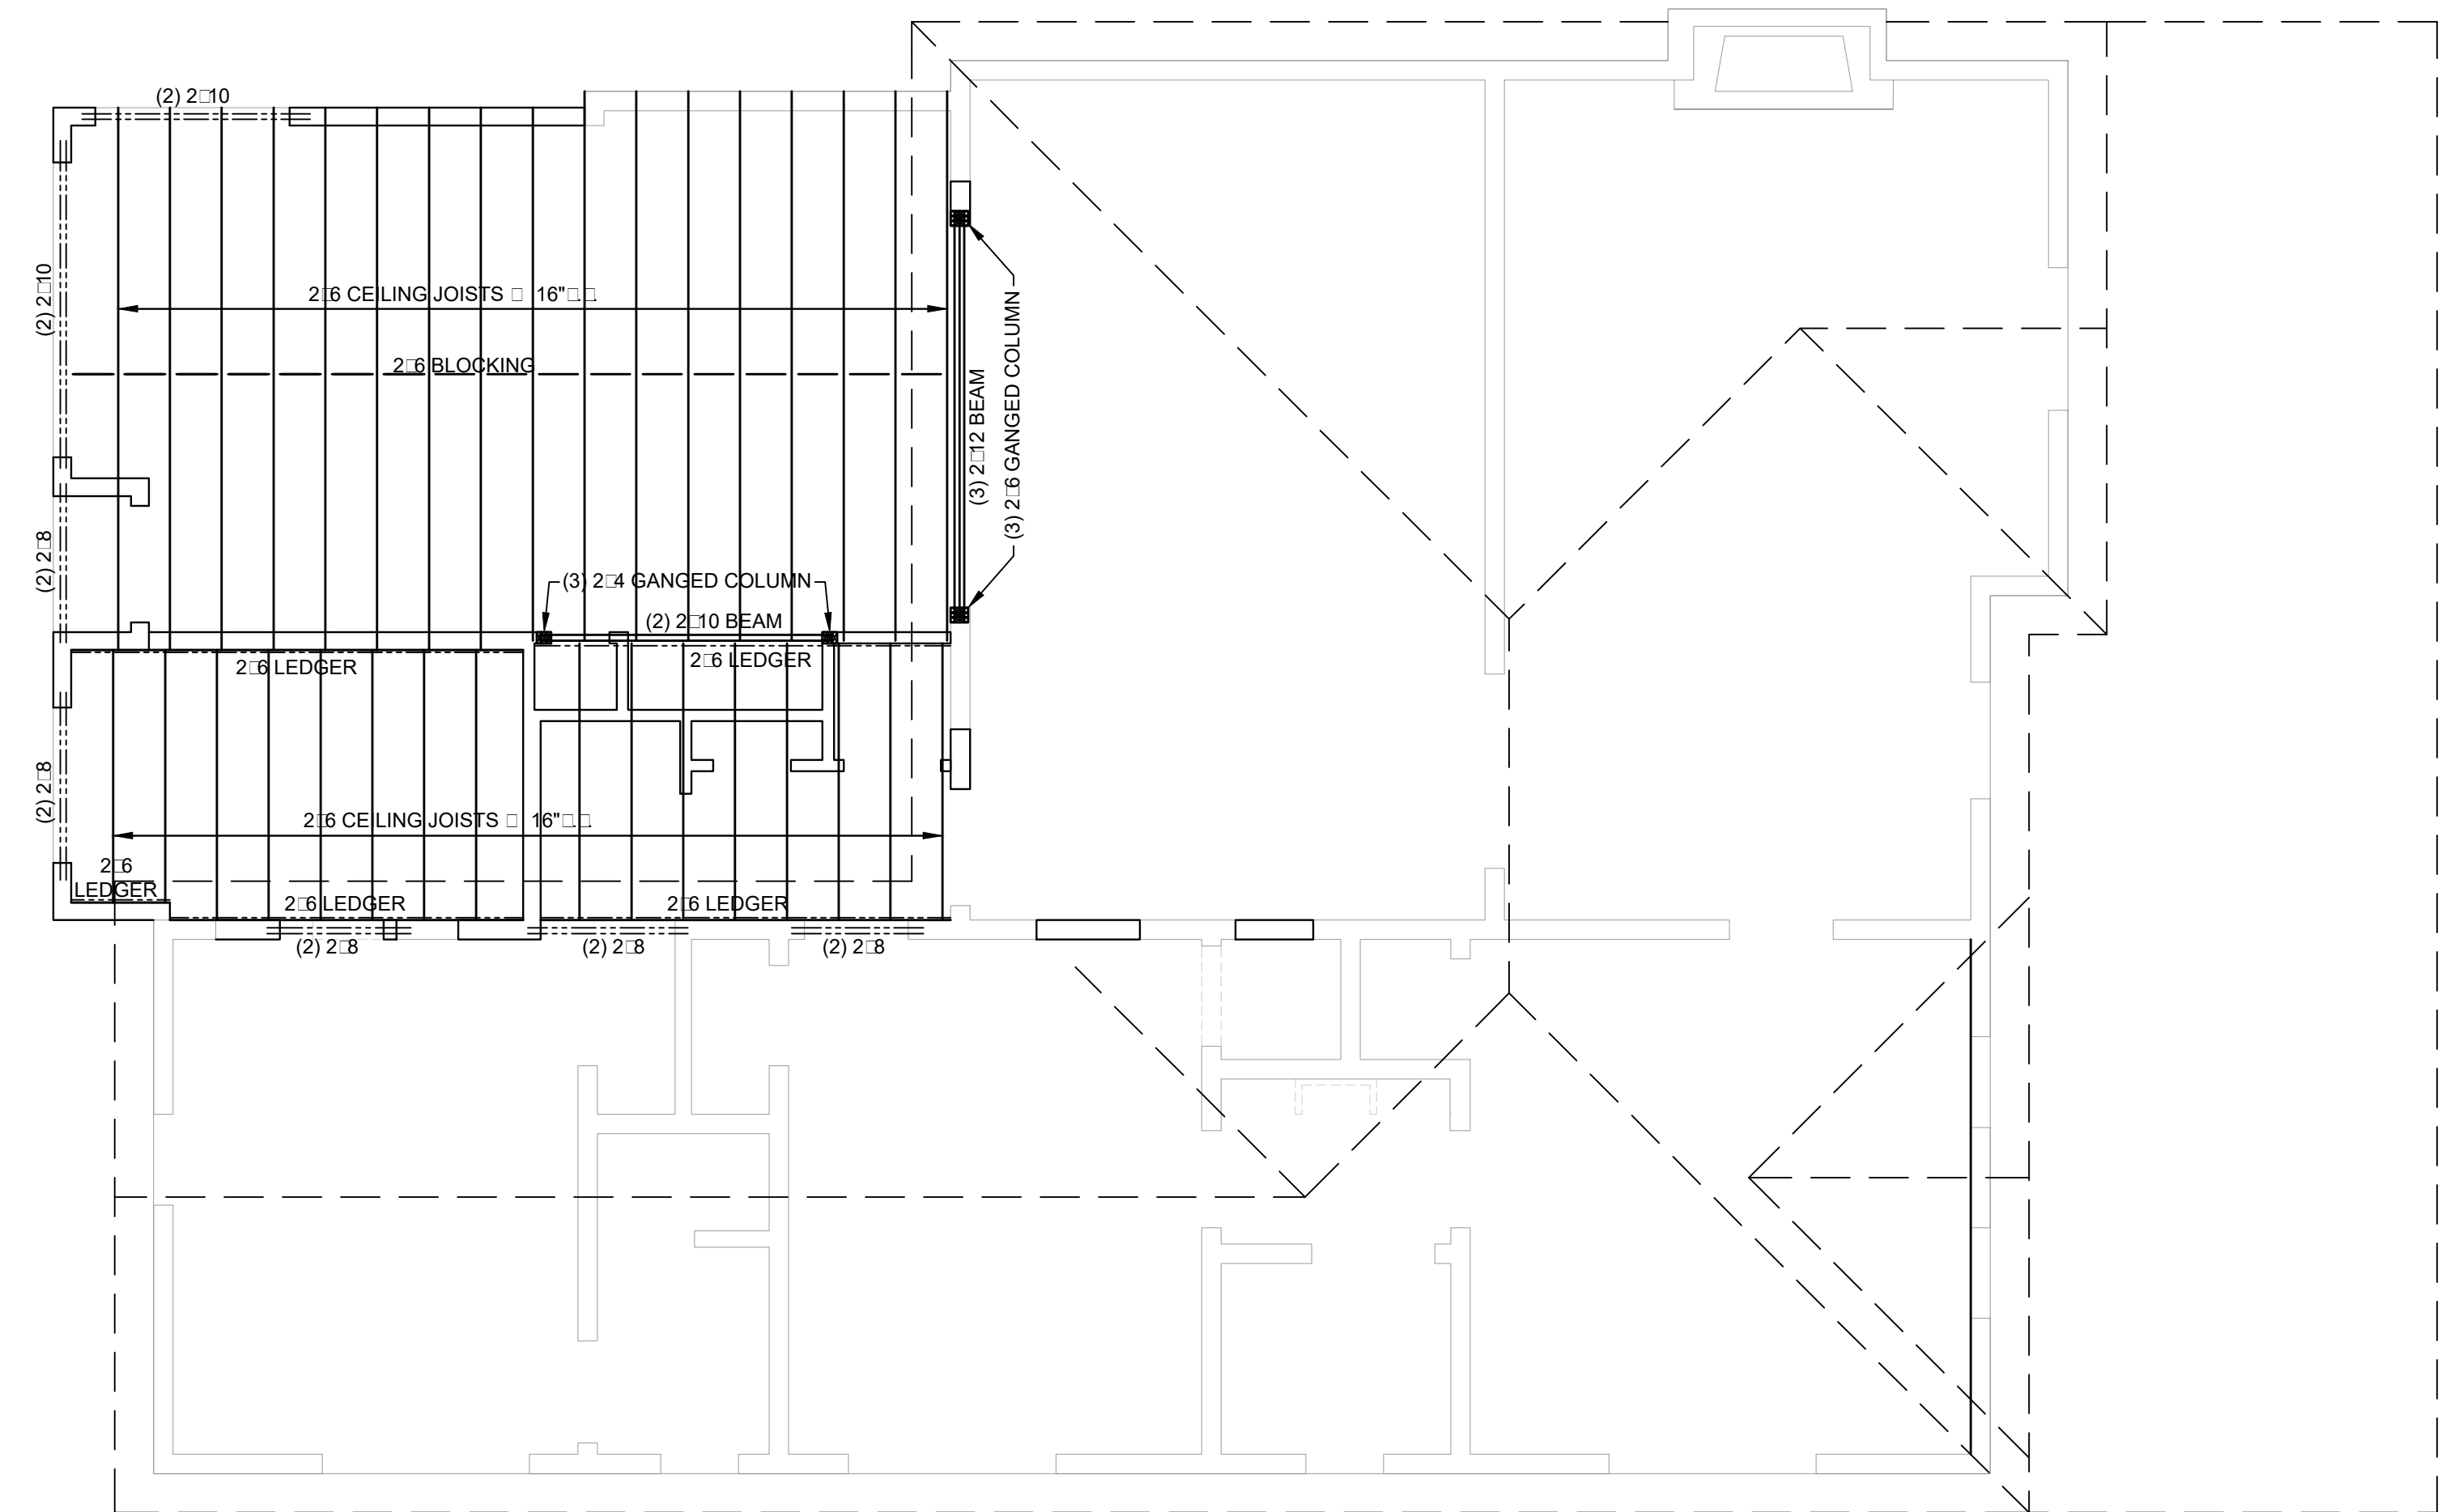 (2) 2□10
(2) 2□10
2□6 CEILING JOISTS □ 16"□.□.
2□6 BLOCKING
(3) 2□12 BEAM
(3) 2□6 GANGED COLUMN
(2) 2□8
(3) 2□4 GANGED COLUMN
(2) 2□10 BEAM
2□6 LEDGER
2□6 LEDGER
(2) 2□8
2□6 CEILING JOISTS □ 16"□.□.
2□6
LEDGER
2□6 LEDGER
2□6 LEDGER
(2) 2□8
(2) 2□8
(2) 2□8